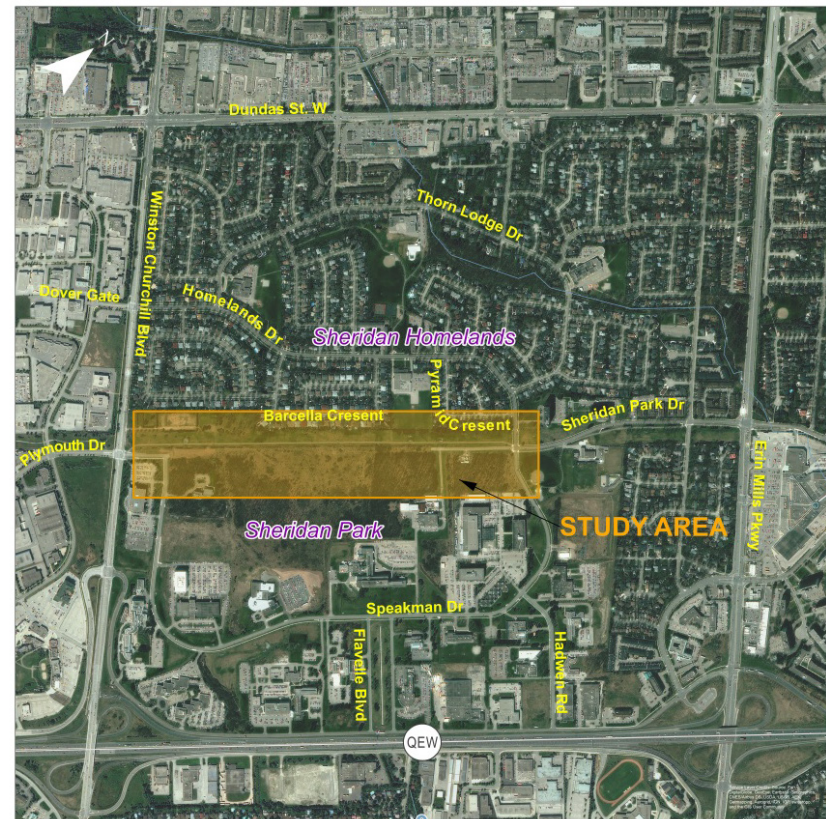 N
Dundas St. W
Thorn Lodge Dr
Winston Churchill Blvd
Dover Gate
Homelands Dr
Sheridan Homelands
Pyramid Cresent
Barcella Cresent
Sheridan Park Dr
Plymouth Dr
Erin Mills Pkwy
STUDY AREA
Sheridan Park
Speakman Dr
Flavelle Blvd
Hadwen Rd
QEW